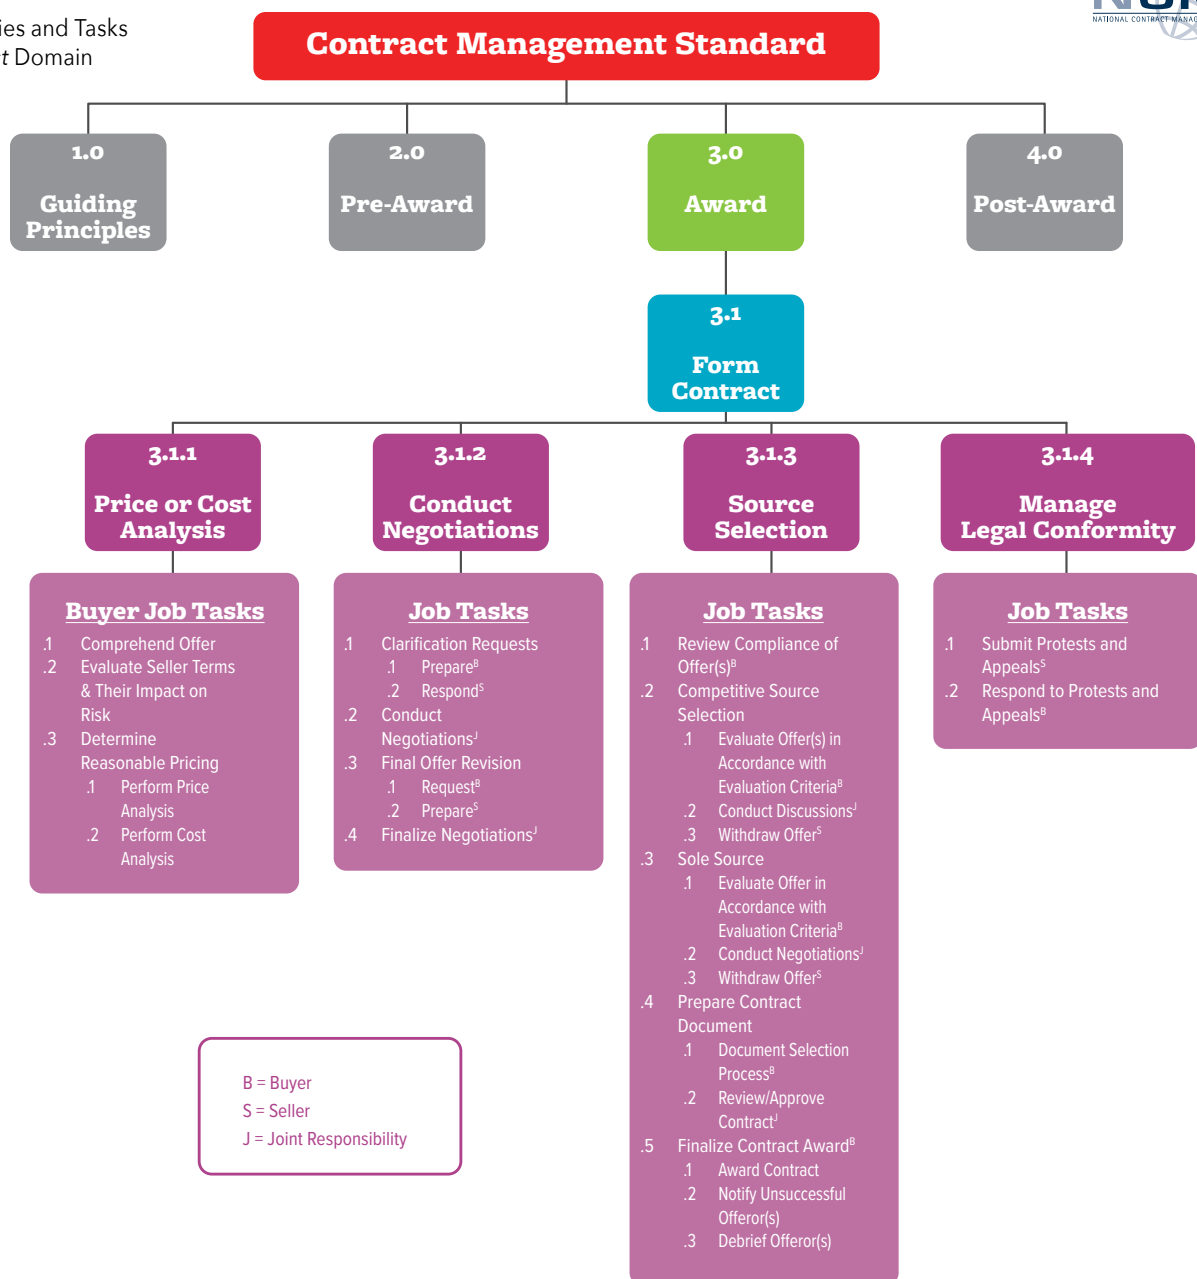 ies and Tasks
Domain
NATIONAL CONTRACT MANAG
Contract Management Standard
1.0
Guiding
Principles
2.0
Pre-Award
3.0
Award
4.0
Post-Award
3.1
Form
Contract
3.1.1
Price or Cost
Analysis
3.1.2
Conduct
Negotiations
3.1.3
Source
Selection
3.1.4
Manage
Legal Conformity
Buyer Job Tasks
.1 Comprehend Offer
.2 Evaluate Seller Terms
& Their Impact on
Risk
.3 Determine
Reasonable Pricing
.1 Perform Price
Analysis
.2 Perform Cost
Analysis
Job Tasks
.1 Clarification Requests
.1 Prepareᴮ
.2 Respondˢ
.2 Conduct
Negotiationsᴶ
.3 Final Offer Revision
.1 Requestᴮ
.2 Prepareˢ
.4 Finalize Negotiationsᴶ
Job Tasks
.1 Review Compliance of
Offer(s)ᴮ
.2 Competitive Source
Selection
.1 Evaluate Offer(s) in
Accordance with
Evaluation Criteriaᴮ
.2 Conduct Discussionsᴶ
.3 Withdraw Offerˢ
.3 Sole Source
.1 Evaluate Offer in
Accordance with
Evaluation Criteriaᴮ
.2 Conduct Negotiationsᴶ
.3 Withdraw Offerˢ
.4 Prepare Contract
Document
.1 Document Selection
Processᴮ
.2 Review/Approve
Contractᴶ
.5 Finalize Contract Awardᴮ
.1 Award Contract
.2 Notify Unsuccessful
Offeror(s)
.3 Debrief Offeror(s)
Job Tasks
.1 Submit Protests and
Appealsˢ
.2 Respond to Protests and
Appealsᴮ
B = Buyer
S = Seller
J = Joint Responsibility